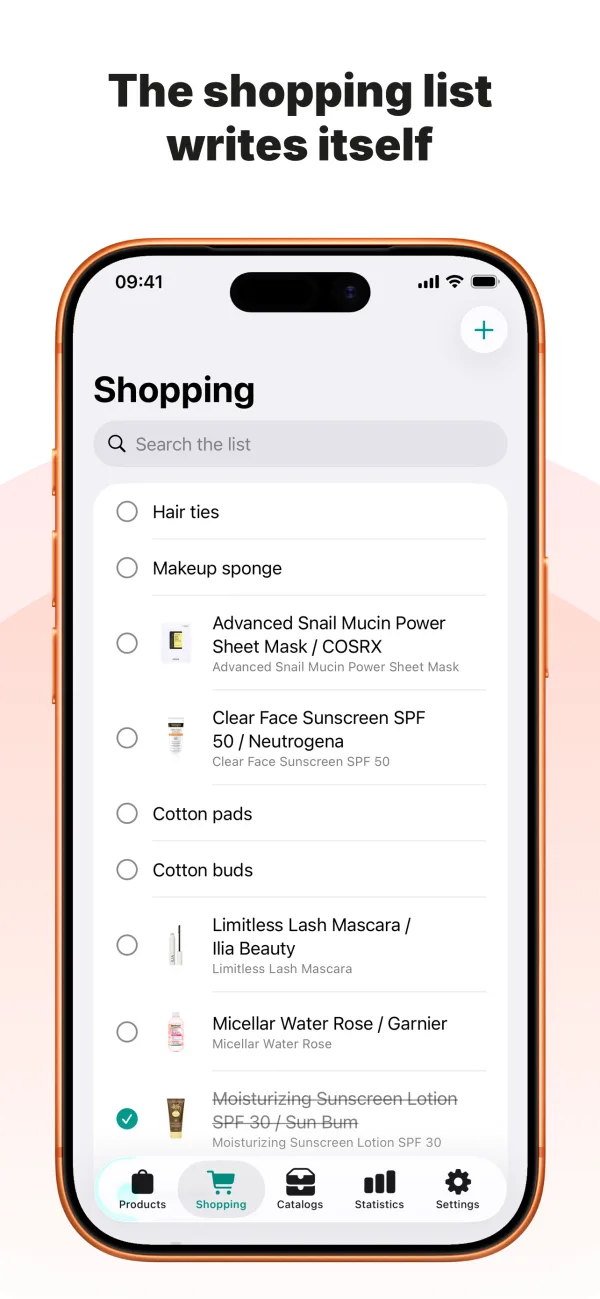 The shopping list
writes itself
09:41
Shopping
Search the list
Hair ties
Makeup sponge
Advanced Snail Mucin Power
Sheet Mask / COSRX
Advanced Snail Mucin Power Sheet Mask
Clear Face Sunscreen SPF
50 / Neutrogena
Clear Face Sunscreen SPF 50
Cotton pads
Cotton buds
Limitless Lash Mascara /
Ilia Beauty
Limitless Lash Mascara
Micellar Water Rose / Garnier
Micellar Water Rose
Moisturizing Sunscreen Lotion
SPF 30 / Sun Bum
Moisturizing Sunscreen Lotion SPF 30
Products
Shopping
Catalogs
Statistics
Settings